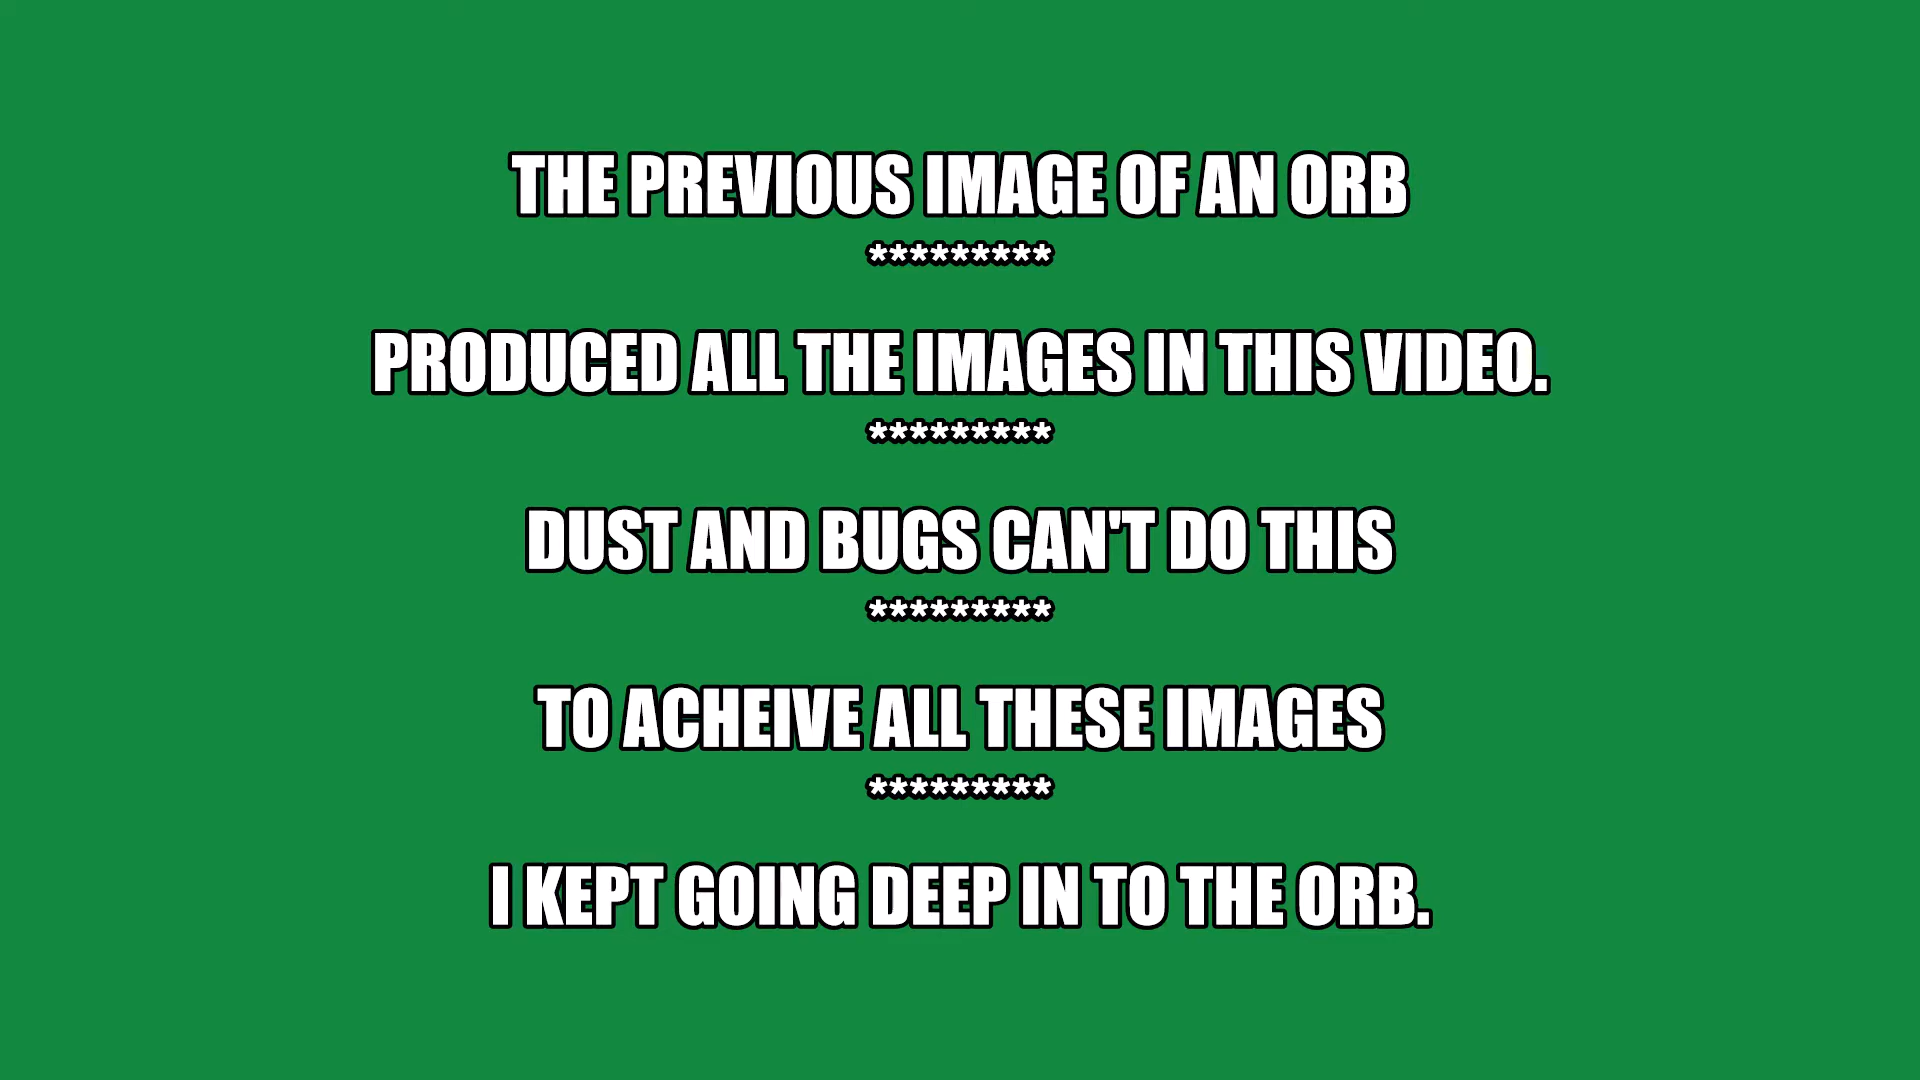 THE PREVIOUS IMAGE OF AN ORB
*********
PRODUCED ALL THE IMAGES IN THIS VIDEO.
*********
DUST AND BUGS CAN'T DO THIS
*********
TO ACHEIVE ALL THESE IMAGES
*********
I KEPT GOING DEEP IN TO THE ORB.